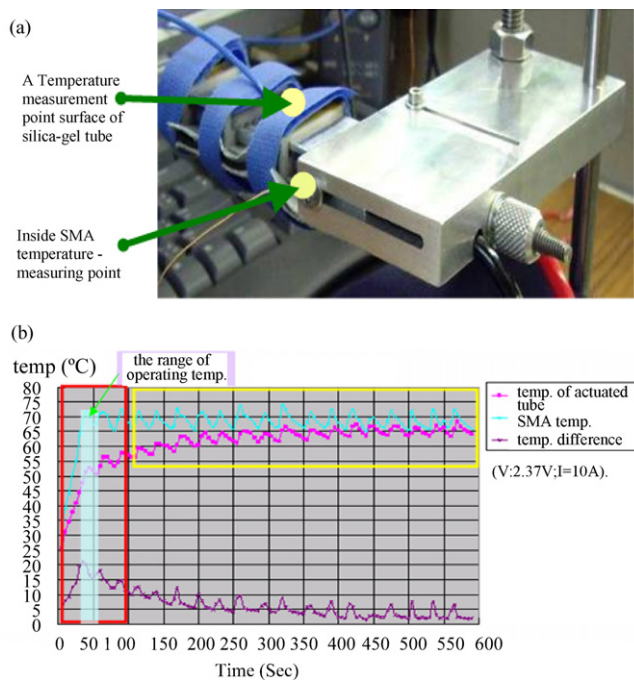 (a)
A Temperature
measurement
point surface of
silica-gel tube
Inside SMA
temperature -
measuring point
(b)
temp (ºC)
the range of
operating temp.
80
75
70
65
60
55
50
45
40
35
30
25
20
15
10
5
0
0 50 1 00 150 200 250 300 350 400 450 500 550 600
Time (Sec)
temp. of actuated
tube
SMA temp.
temp. difference
(V:2.37V;I=10A).